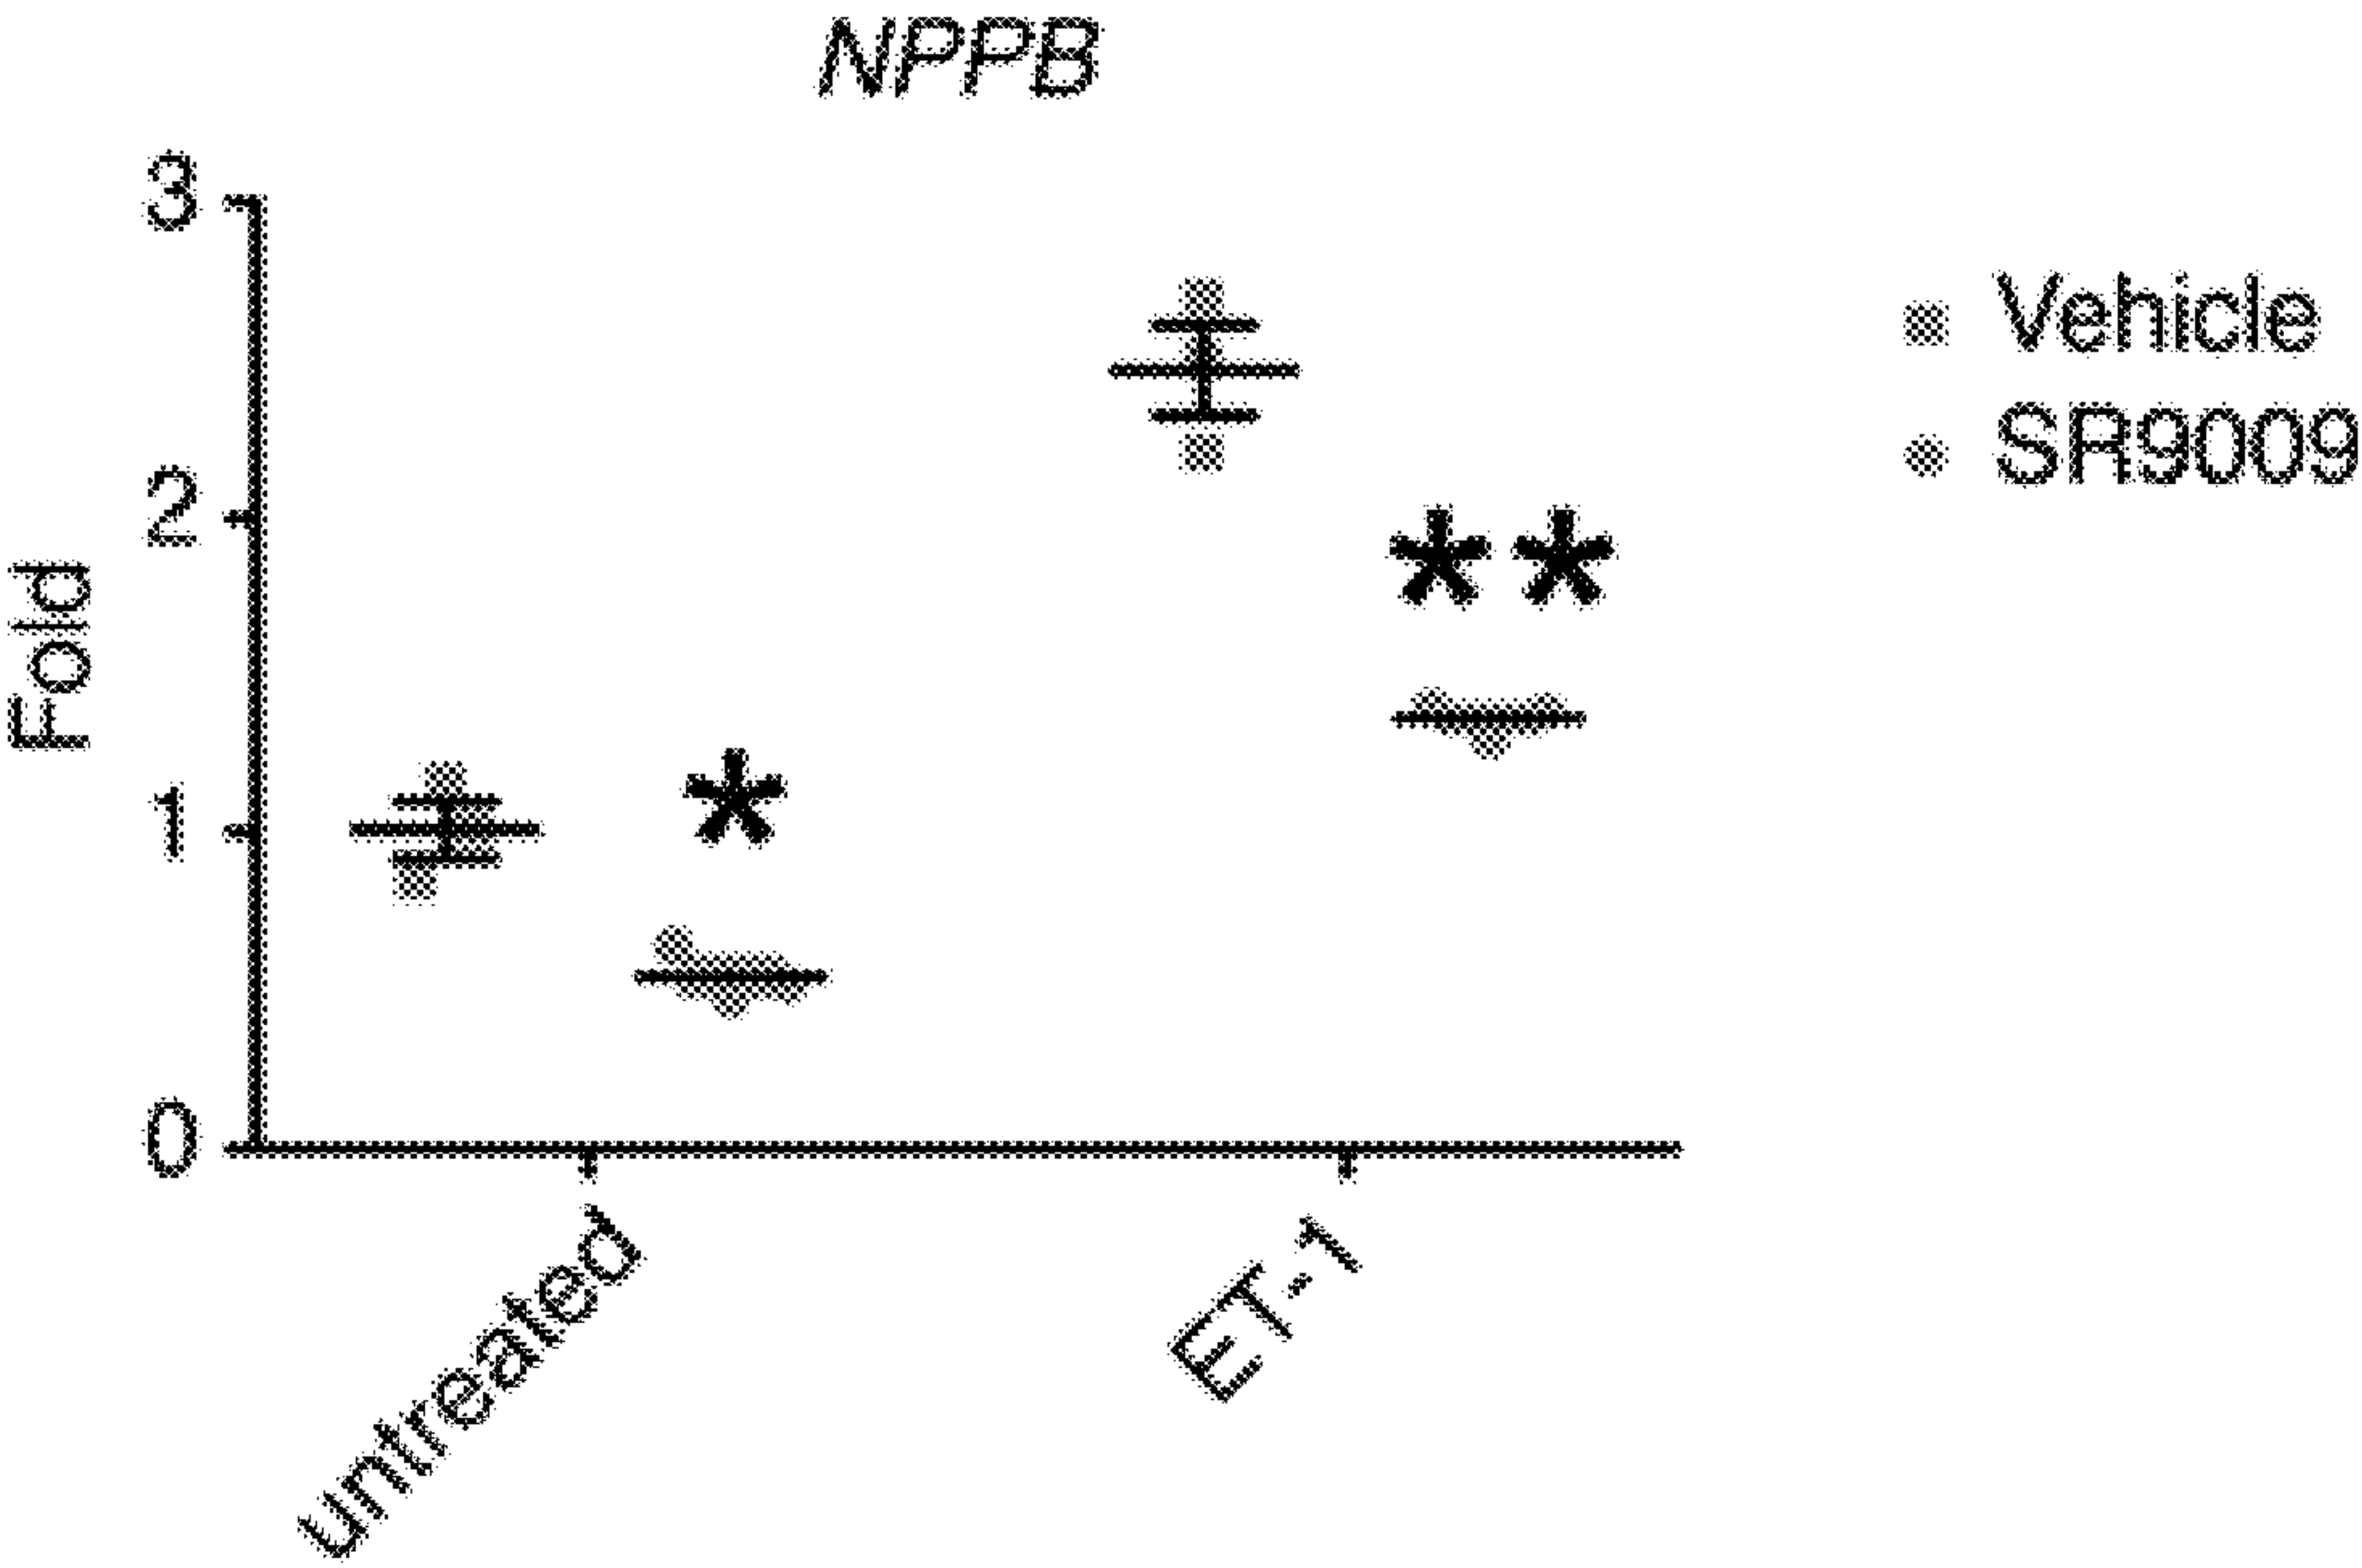 NPPB
3
2
1
0
Fold
*
**
Vehicle
SR9009
untreated
ET-1